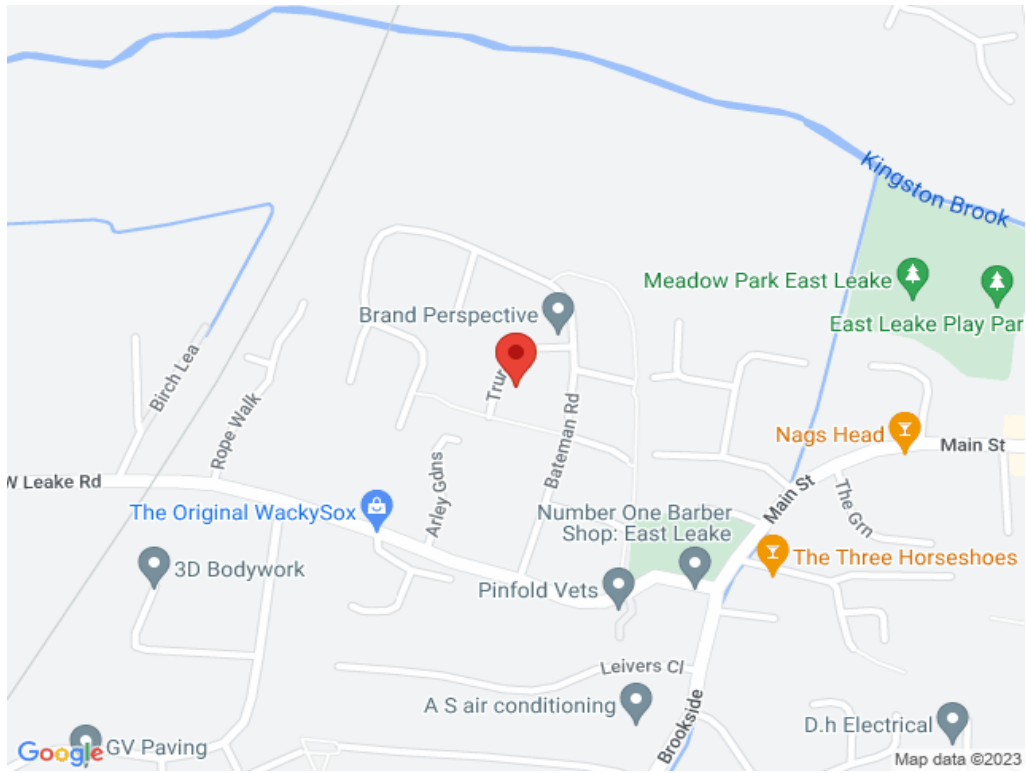 Kingston Brook
Meadow Park East Leake
East Leake Play Par
Brand Perspective
Birch Lea
Rope Walk
Bateman Rd
Nags Head
Main St
W Leake Rd
The Original WackySox
Arley Gdns
Number One Barber
Shop: East Leake
Main St
The Grn
3D Bodywork
The Three Horseshoes
Pinfold Vets
Leivers Cl
A S air conditioning
Brookside
D.h Electrical
GV Paving
Google
Map data ©2023